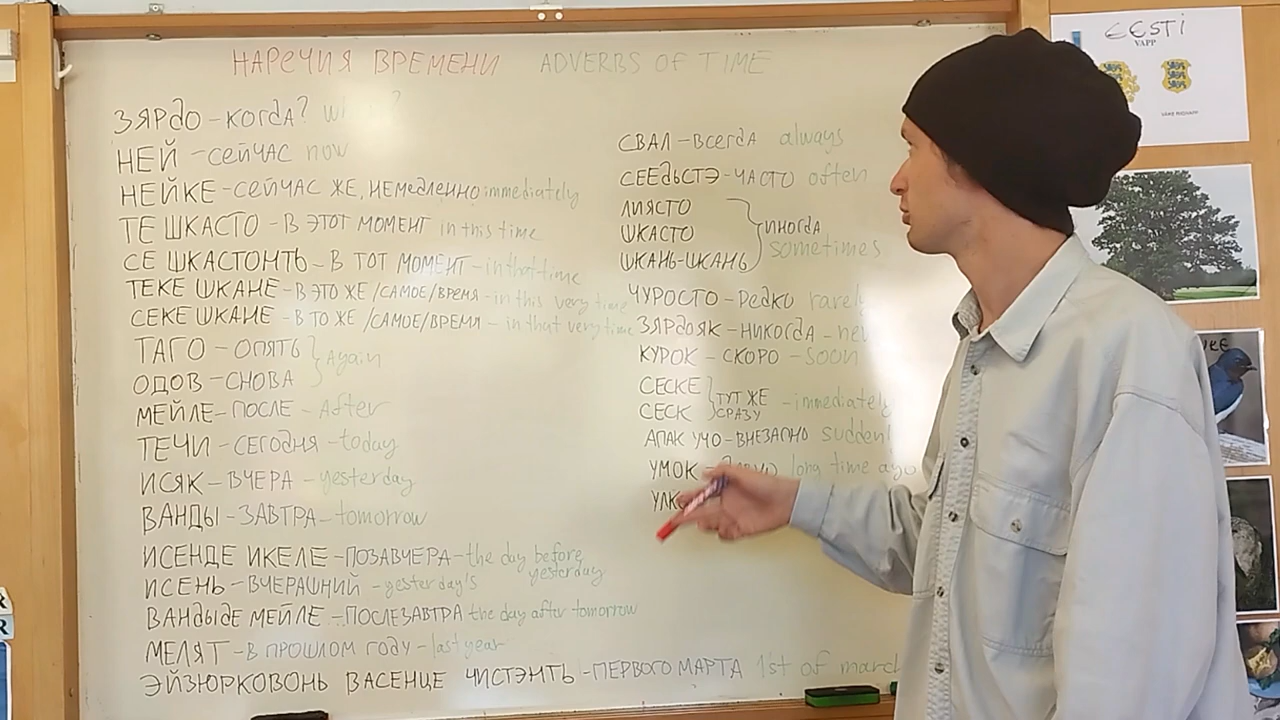 НАРЕЧИЯ ВРЕМЕНИ ADVERBS OF TIME
ЗЯРДО – КОГДА?
НЕЙ – СЕЙЧАС now
НЕЙКЕ – СЕЙЧАС ЖЕ, НЕМЕДЛЕННО immediately
ТЕ ШКАСТО – В ЭТОТ МОМЕНТ in this time
СЕ ШКАСТОНТЬ – В ТОТ МОМЕНТ – in that time
ТЕКЕ ШКАНЕ – В ЭТО ЖЕ /САМОЕ/ ВРЕМЯ – in this very time
СЕКЕ ШКАНЕ – В ТО ЖЕ /САМОЕ/ ВРЕМЯ – in that very time
ТАГО – ОПЯТЬ
ОДОВ – СНОВА
Again
МЕЙЛЕ – ПОСЛЕ – After
ТЕЧИ – СЕГОДНЯ – today
ИСЯК – ВЧЕРА – yesterday
ВАНДЫ – ЗАВТРА – tomorrow
ИСЕНДЕ ИКЕЛЕ – ПОЗАВЧЕРА – the day before yesterday
ИСЕНЬ – ВЧЕРАШНИЙ – yesterday's
ВАНДЫДЕ МЕЙЛЕ – ПОСЛЕЗАВТРА the day after tomorrow
МЕЛЯТ – В ПРОШЛОМ ГОДУ – last year
ЭЙЗЮРКОВОНЬ ВАСЕНЦЕ ЧИСТЭНТЬ – ПЕРВОГО МАРТА 1st of march
СВАЛ – ВСЕГДА always
СЕЕДЬСТЭ – ЧАСТО often
ЛИЯСТО
ШКАСТО
ШКАНЬ-ШКАНЬ
ИНОГДА
sometimes
ЧУРОСТО – РЕДКО rarely
ЗЯРДОЯК – НИКОГДА –
КУРОК – СКОРО – soon
СЕСКЕ
СЕСК
ТУТ ЖЕ
СРАЗУ
– immediately
АПАК УЧО – ВНЕЗАПНО
УМОК – long time ago
EESTI
VAPP